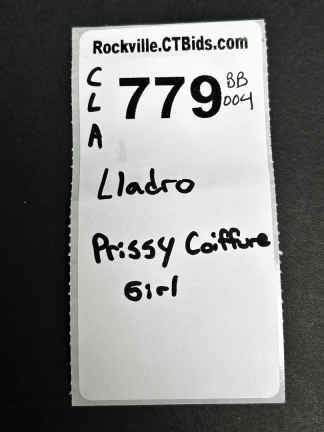 Rockville.CTBids.com
C
L
A
779
BB
004
Lladro
Prissy Coiffure
Girl